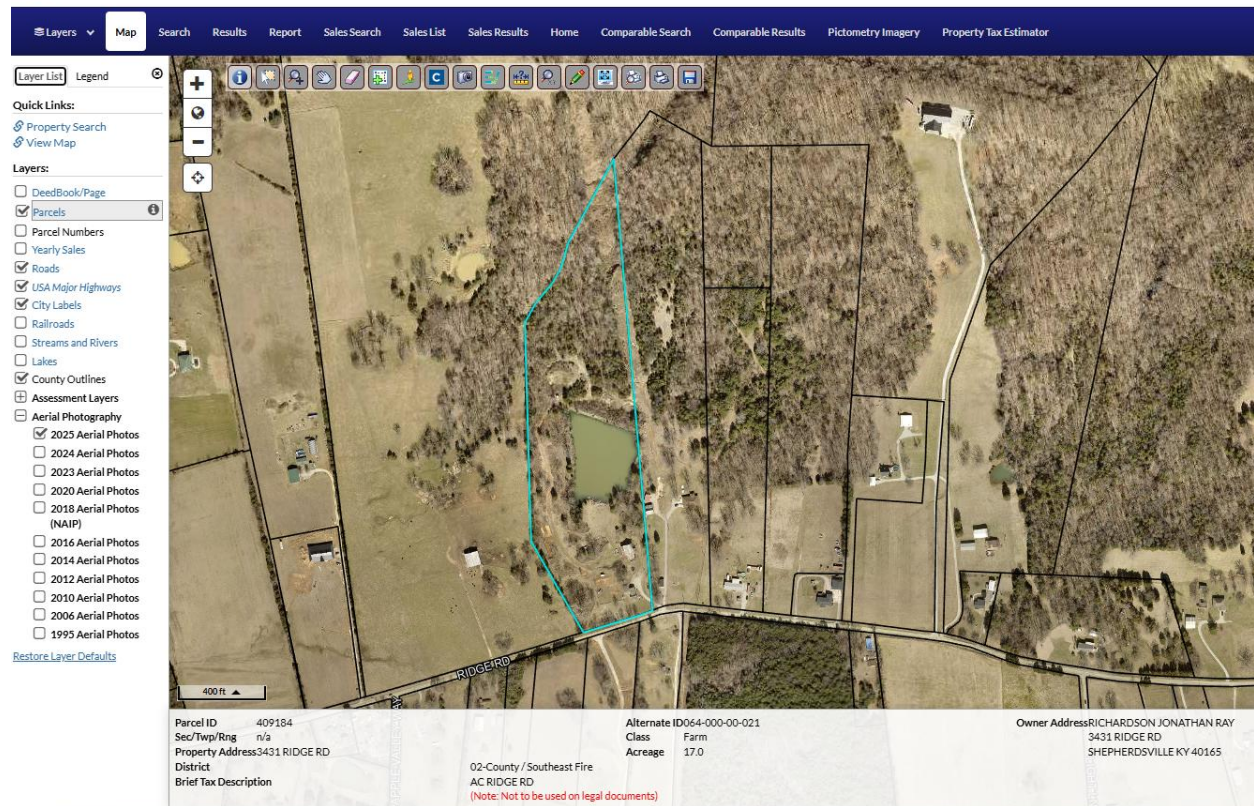 Layers
Map
Search
Results
Report
Sales Search
Sales List
Sales Results
Home
Comparable Search
Comparable Results
Pictometry Imagery
Property Tax Estimator
Layer List
Legend
Quick Links:
Property Search
View Map
Layers:
DeedBook/Page
Parcels
Parcel Numbers
Yearly Sales
Roads
USA Major Highways
City Labels
Railroads
Streams and Rivers
Lakes
County Outlines
Assessment Layers
Aerial Photography
2025 Aerial Photos
2024 Aerial Photos
2023 Aerial Photos
2020 Aerial Photos
2018 Aerial Photos
(NAIP)
2016 Aerial Photos
2014 Aerial Photos
2012 Aerial Photos
2010 Aerial Photos
2006 Aerial Photos
1995 Aerial Photos
Restore Layer Defaults
C
RIDGE RD
400 ft
Parcel ID 409184
Sec/Twp/Rng n/a
Property Address 3431 RIDGE RD
District 02-County / Southeast Fire
Brief Tax Description AC RIDGE RD
(Note: Not to be used on legal documents)
Alternate ID 064-000-00-021
Class Farm
Acreage 17.0
Owner Address RICHARDSON JONATHAN RAY
3431 RIDGE RD
SHEPHERDSVILLE KY 40165